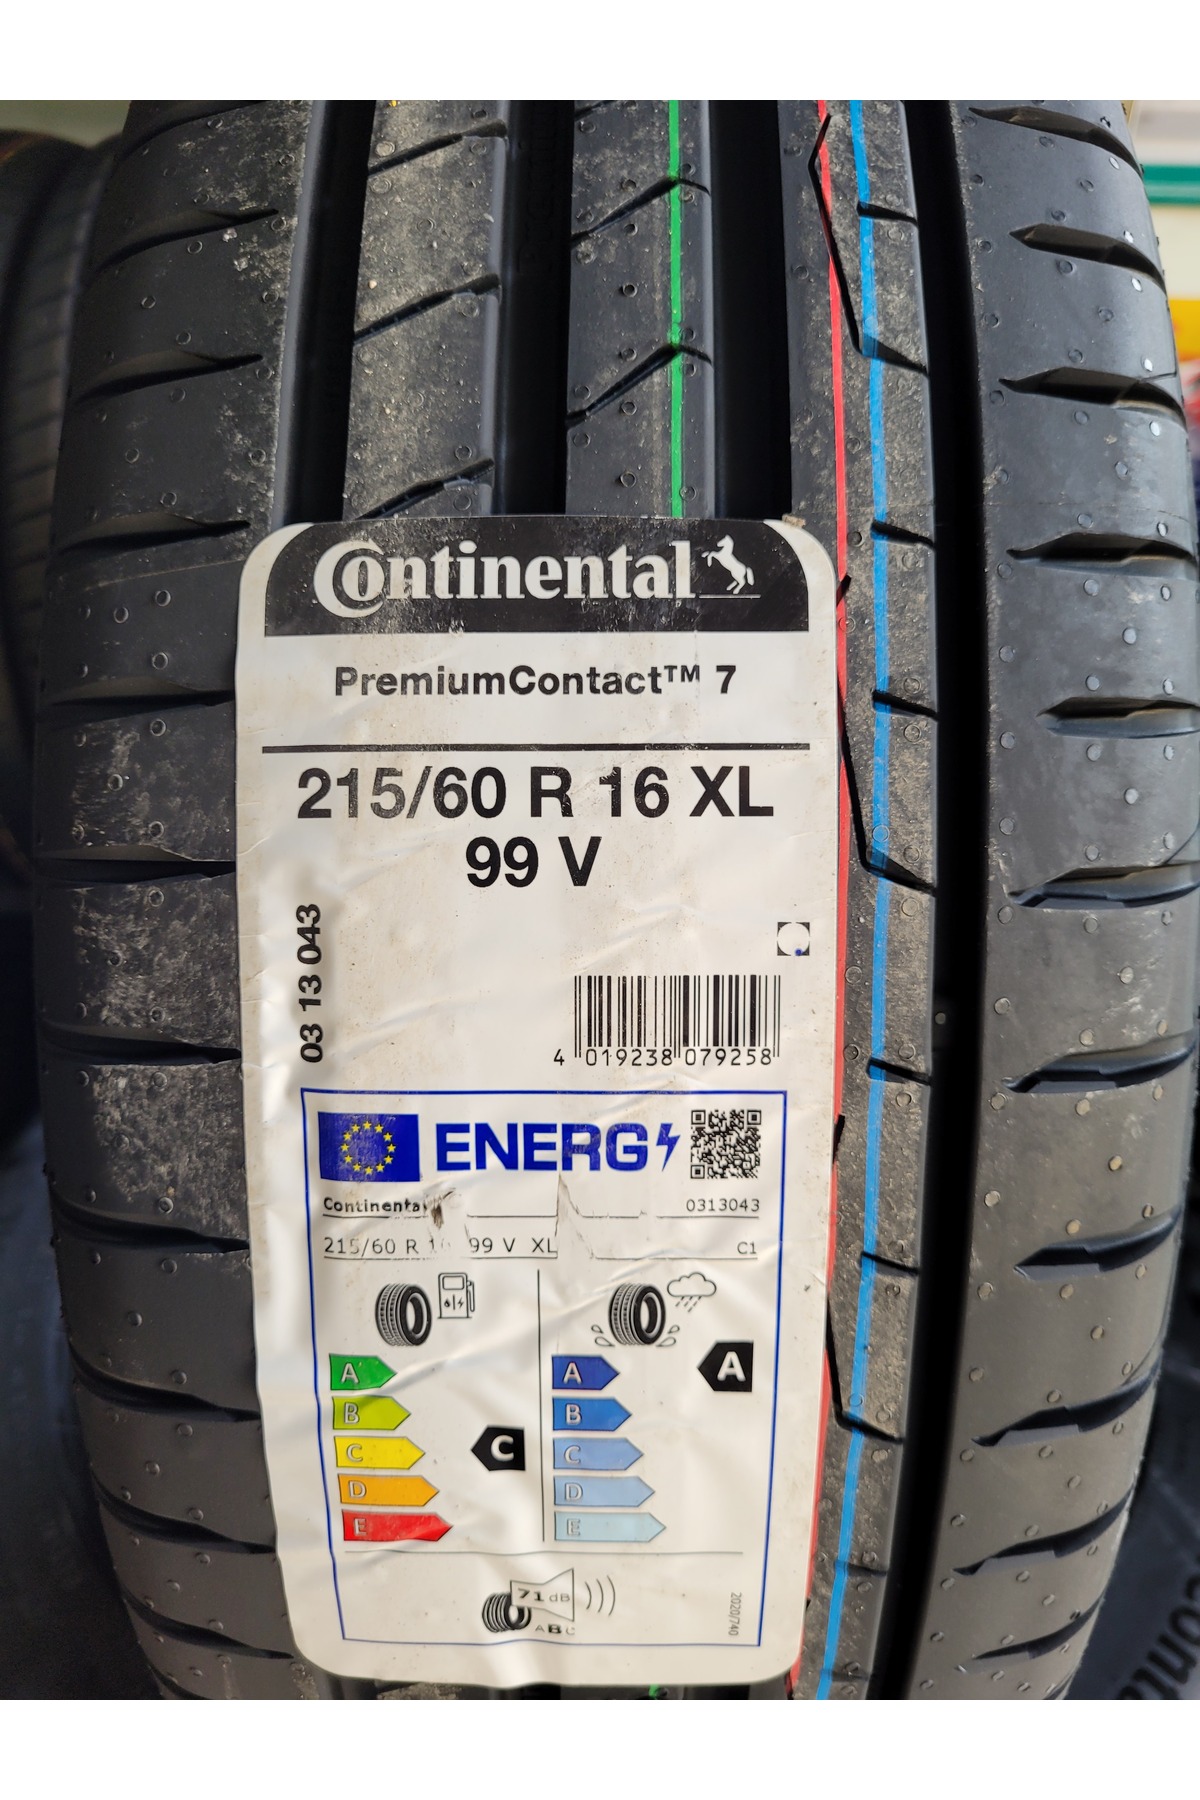 Continental
PremiumContact™ 7
215/60 R 16 XL
99 V
03 13 043
4 019238 079258
ENERG
Continental 0313043
215/60 R 16 99 V XL C1
A
B
C
D
E
C
A
B
C
D
E
A
71 dB
ABC
2020/740